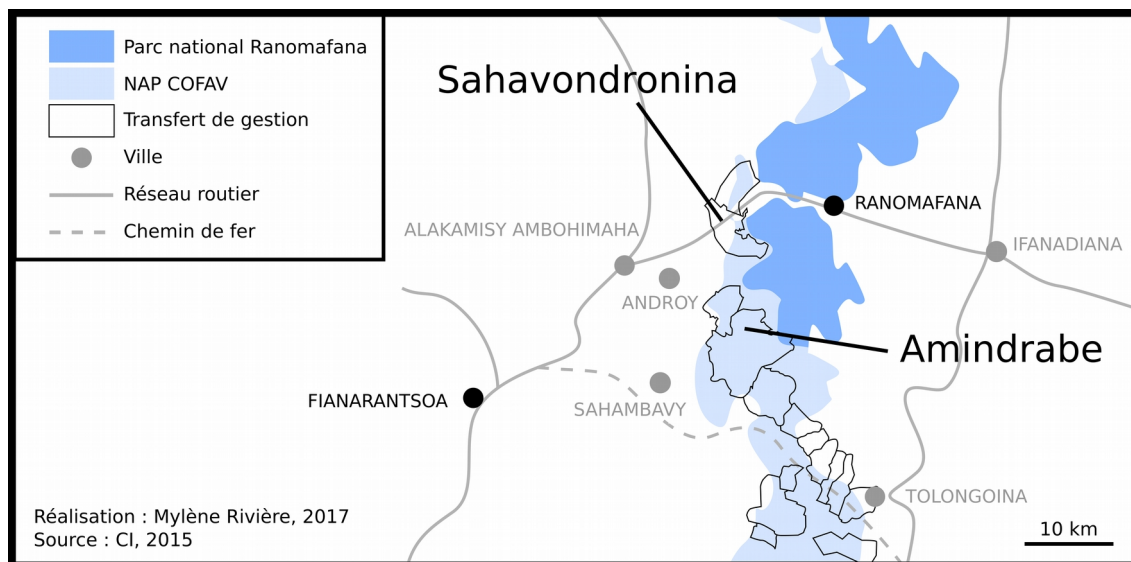 Parc national Ranomafana
NAP COFAV
Transfert de gestion
Ville
Réseau routier
Chemin de fer
Sahavondronina
RANOMAFANA
ALAKAMISY AMBOHIMAHA
IFANADIANA
ANDROY
Amindrabe
FIANARANTSOA
SAHAMBAVY
TOLONGOINA
Réalisation : Mylène Rivière, 2017
Source : CI, 2015
10 km